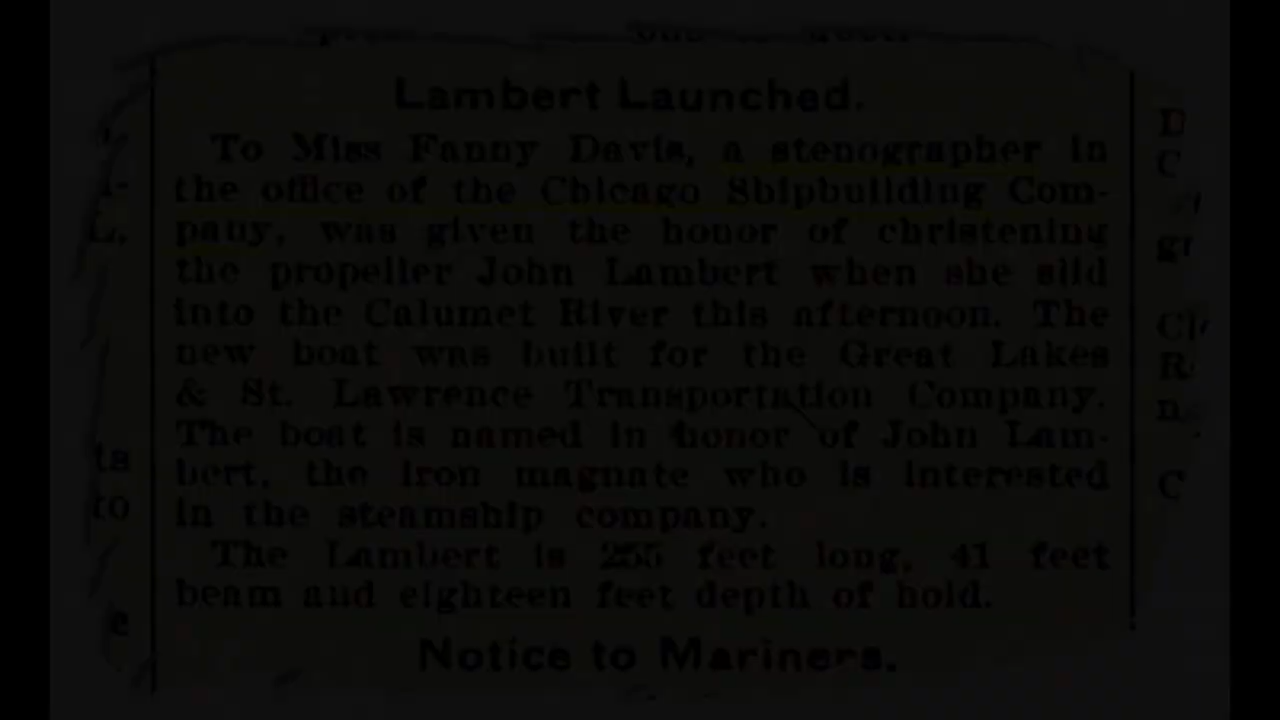 Lambert Launched.
To Miss Fanny Davis, a stenographer in
the office of the Chicago Shipbuilding Com-
pany, was given the honor of christening
the propeller John Lambert when she slid
into the Calumet River this afternoon. The
new boat was built for the Great Lakes
& St. Lawrence Transportation Company.
The boat is named in honor of John Lam-
bert, the iron magnate who is interested
in the steamship company.
The Lambert is 255 feet long, 41 feet
beam and eighteen feet depth of hold.
Notice to Mariners.
ts
to
e